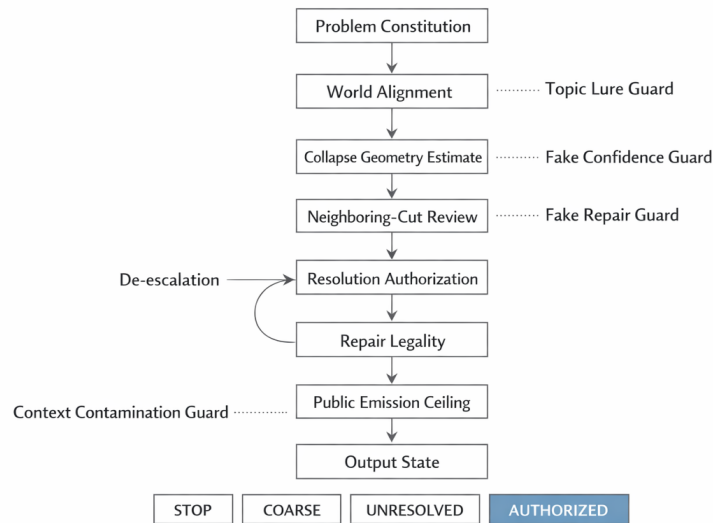 Problem Constitution
World Alignment
Topic Lure Guard
Collapse Geometry Estimate
Fake Confidence Guard
Neighboring-Cut Review
Fake Repair Guard
De-escalation
Resolution Authorization
Repair Legality
Context Contamination Guard
Public Emission Ceiling
Output State
STOP
COARSE
UNRESOLVED
AUTHORIZED